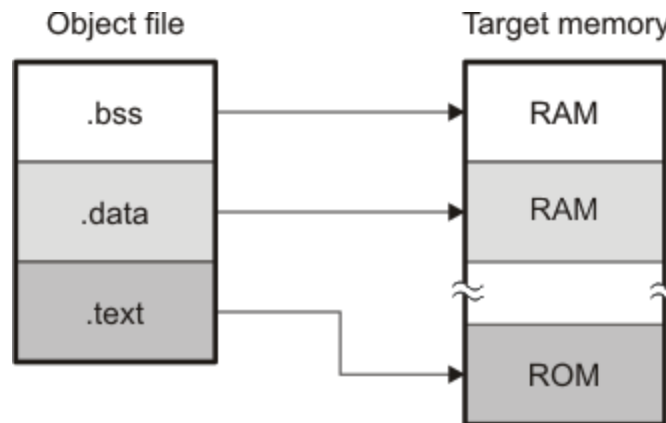 Object file
Target memory
.bss
RAM
.data
RAM
.text
ROM